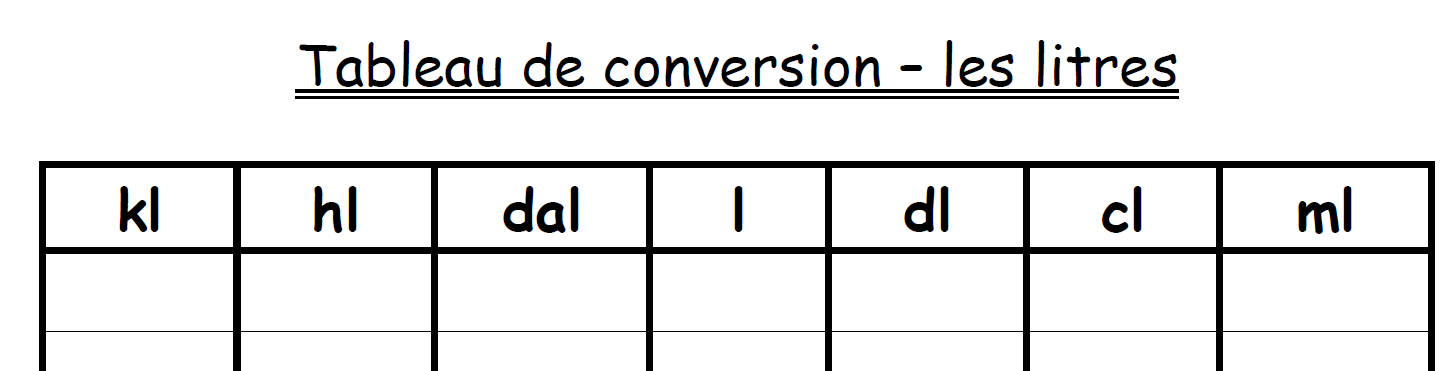 Tableau de conversion – les litres
kl hl dal l dl cl ml